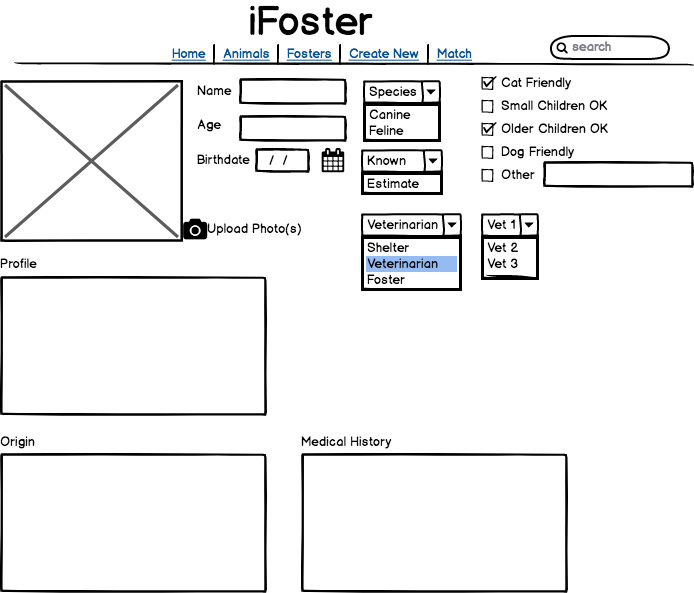 iFoster
Home Animals Fosters Create New Match
search
Name
Species
Canine
Feline
Age
Birthdate / /
Known
Estimate
Cat Friendly
Small Children OK
Older Children OK
Dog Friendly
Other
Upload Photo(s)
Veterinarian
Shelter
Veterinarian
Foster
Vet 1
Vet 2
Vet 3
Profile
Origin
Medical History